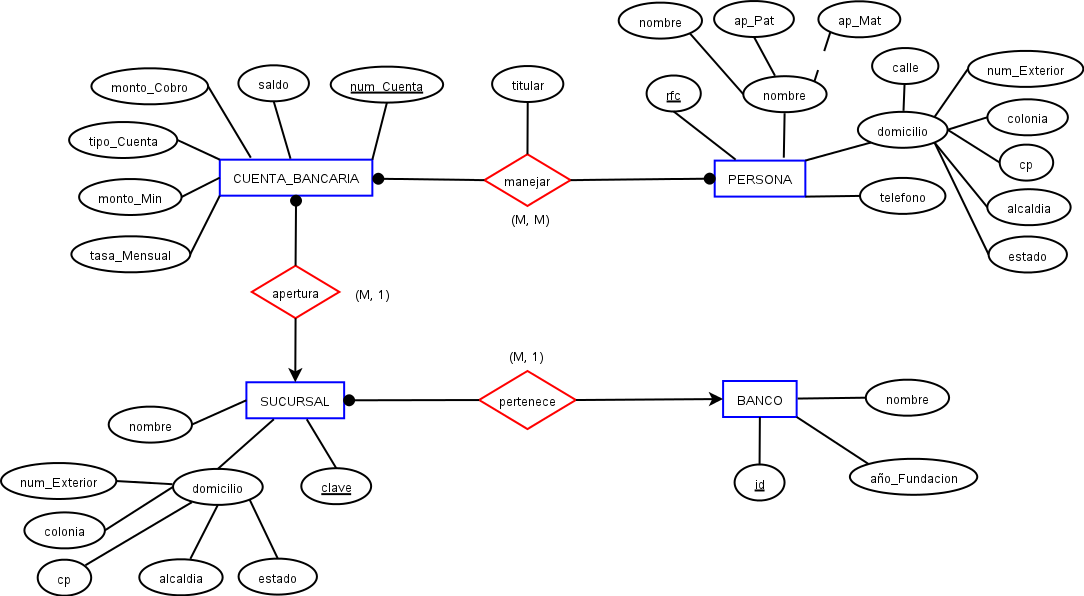 nombre
ap_Pat
ap_Mat
monto_Cobro
saldo
num_Cuenta
titular
rfc
nombre
calle
num_Exterior
tipo_Cuenta
domicilio
colonia
CUENTA_BANCARIA
manejar
PERSONA
cp
monto_Min
telefono
alcaldia
(M, M)
tasa_Mensual
estado
apertura
(M, 1)
(M, 1)
SUCURSAL
pertenece
BANCO
nombre
nombre
num_Exterior
domicilio
clave
id
año_Fundacion
colonia
cp
alcaldia
estado